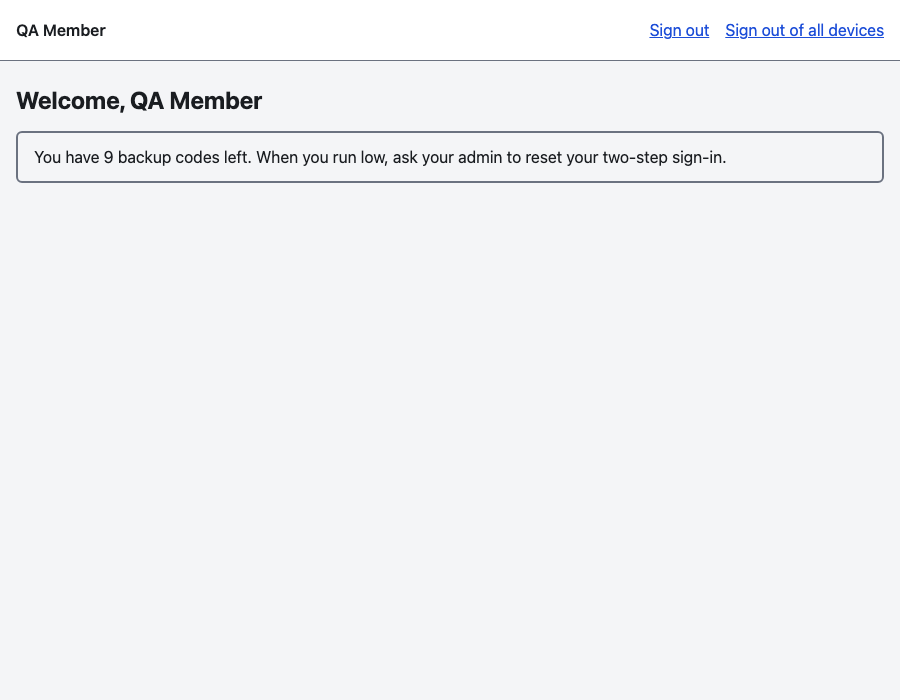 QA Member
Sign out
Sign out of all devices
Welcome, QA Member
You have 9 backup codes left. When you run low, ask your admin to reset your two-step sign-in.